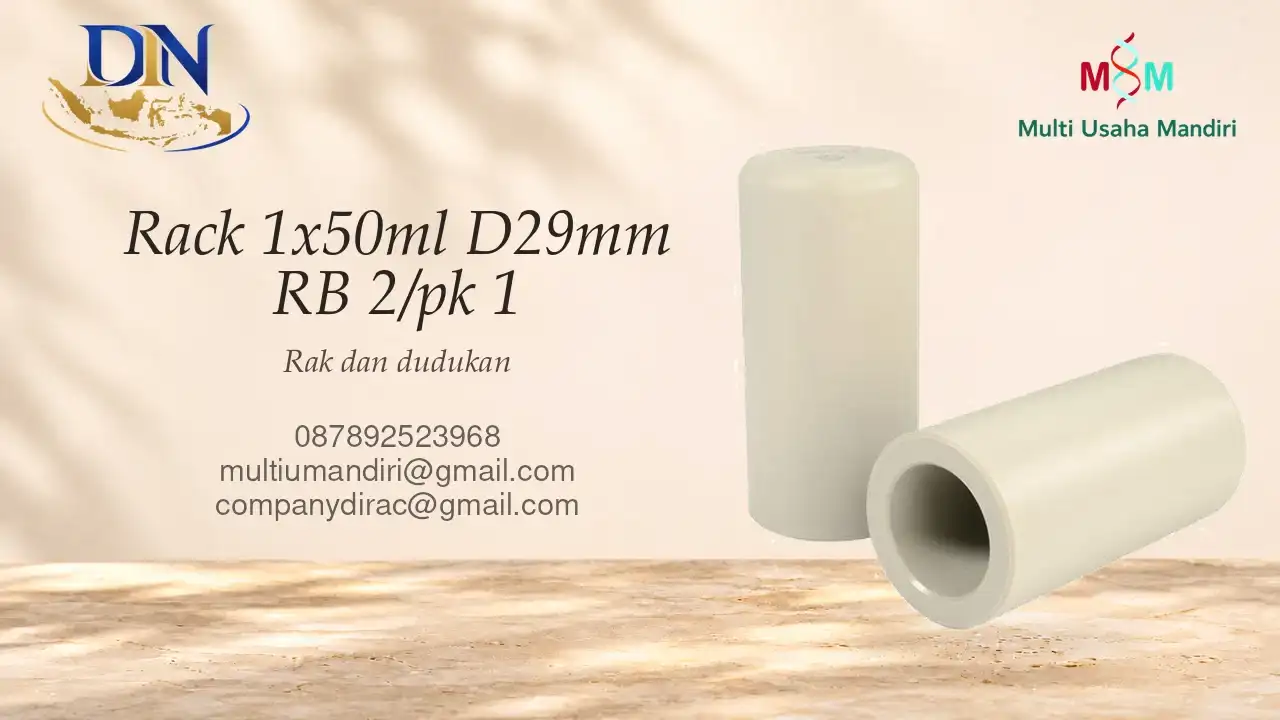 DIN
M M
Multi Usaha Mandiri
Rack 1x50ml D29mm
RB 2/pk 1
Rak dan dudukan
087892523968
multiumandiri@gmail.com
companydirac@gmail.com